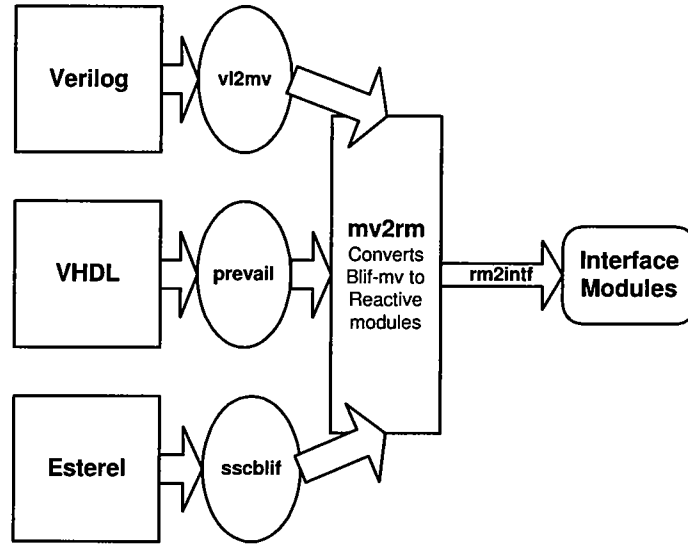 Verilog
vl2mv
VHDL
prevail
mv2rm
Converts
Blif-mv to
Reactive
modules
rm2intf
Interface
Modules
Esterel
sscblif